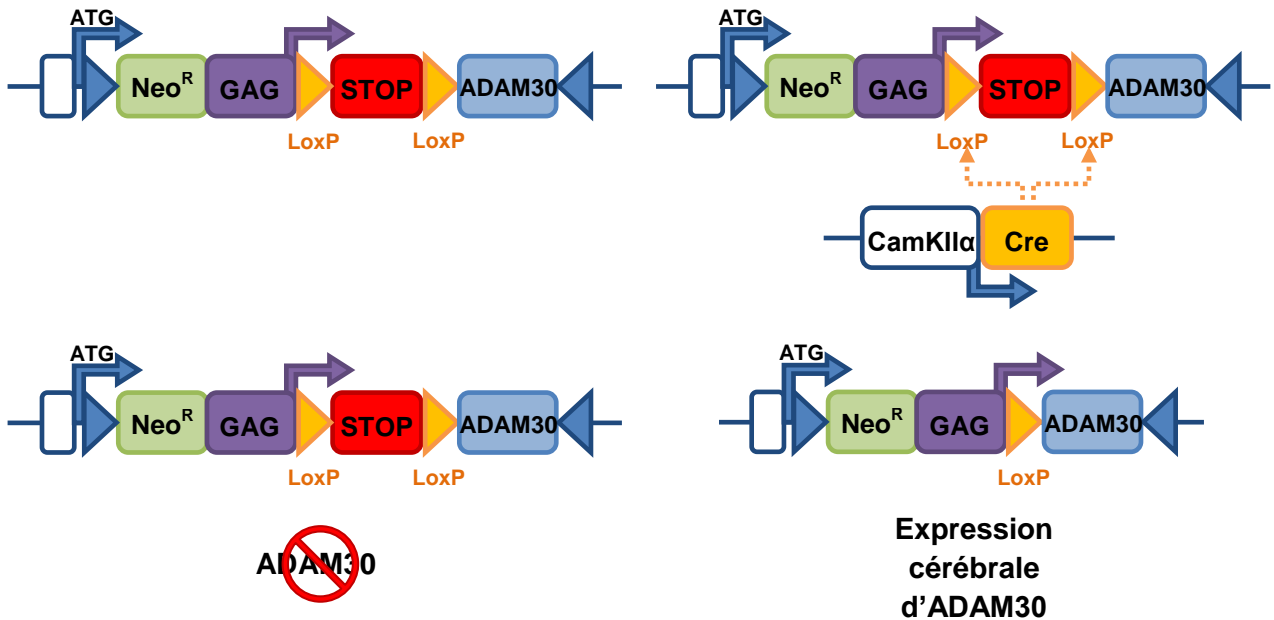 ATG
Neo^R GAG STOP ADAM30
LoxP LoxP
ATG
Neo^R GAG STOP ADAM30
LoxP LoxP
CamKIIα Cre
ATG
Neo^R GAG STOP ADAM30
LoxP LoxP
ADAM30
ATG
Neo^R GAG ADAM30
LoxP
Expression
cérébrale
d'ADAM30